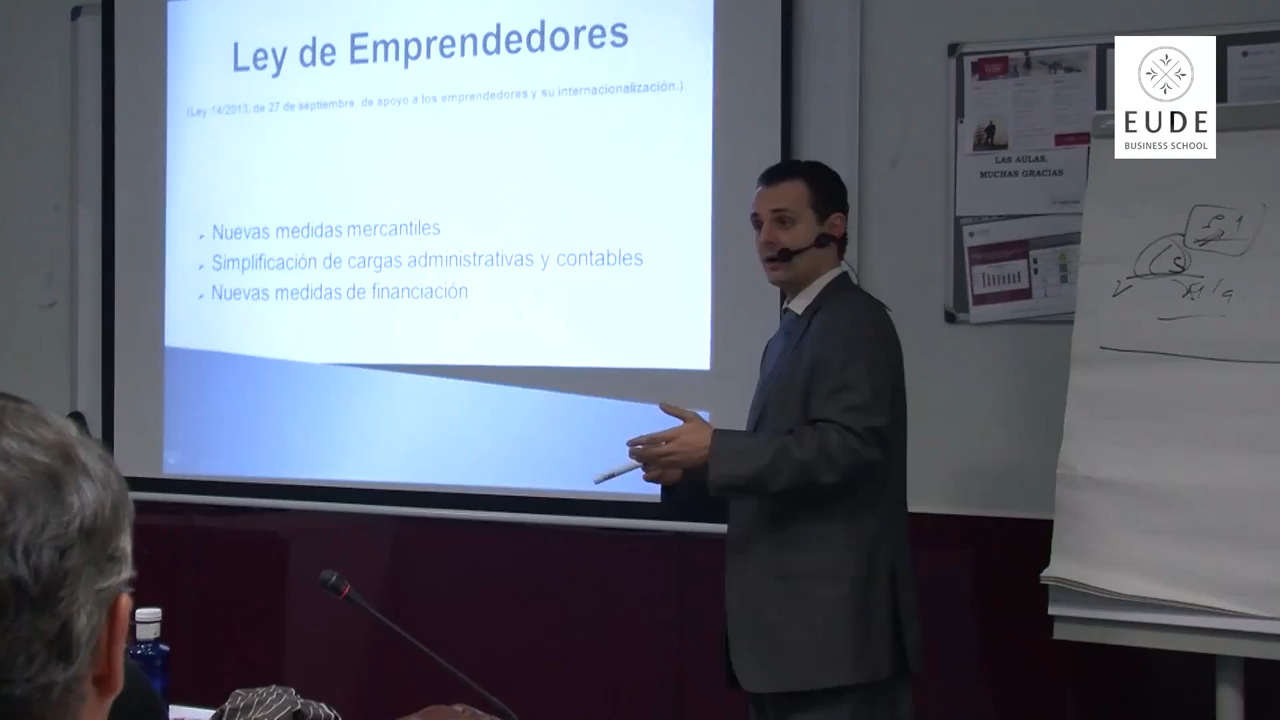 Ley de Emprendedores
(Ley 14/2013, de 27 de septiembre, de apoyo a los emprendedores y su internacionalización.)
Nuevas medidas mercantiles
Simplificación de cargas administrativas y contables
Nuevas medidas de financiación
EUDE
BUSINESS SCHOOL
LAS AULAS,
MUCHAS GRACIAS